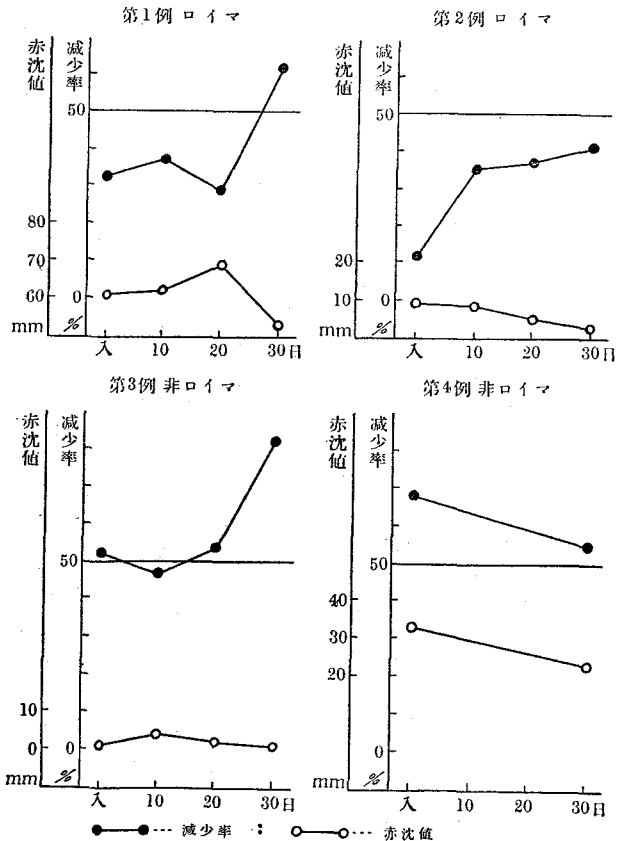 第1例 ロイマ
赤沈値
減少率
50
80
70
60
0
mm
%
入 10 20 30日
第2例 ロイマ
赤沈値
減少率
50
20
10
0
mm
%
入 10 20 30日
第3例 非ロイマ
赤沈値
減少率
50
10
0
0
mm
%
入 10 20 30日
第4例 非ロイマ
赤沈値
減少率
50
40
30
20
0
mm
%
入 10 20 30日
●—●… 減少率 : ○—○… 赤沈値